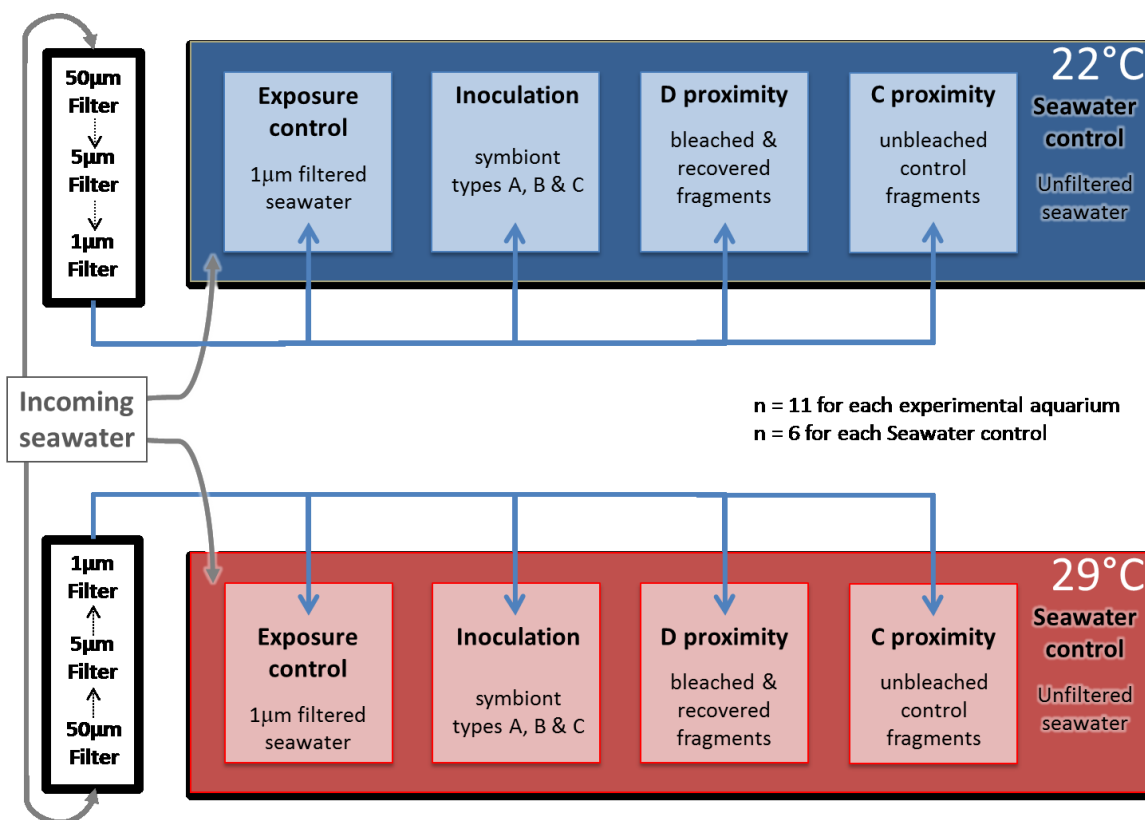 50µm
Filter
5µm
Filter
1µm
Filter
Exposure
control
1µm filtered
seawater
Inoculation
symbiont
types A, B & C
D proximity
bleached &
recovered
fragments
C proximity
unbleached
control
fragments
22°C
Seawater
control
Unfiltered
seawater
Incoming
seawater
n = 11 for each experimental aquarium
n = 6 for each Seawater control
1µm
Filter
5µm
Filter
50µm
Filter
Exposure
control
1µm filtered
seawater
Inoculation
symbiont
types A, B & C
D proximity
bleached &
recovered
fragments
C proximity
unbleached
control
fragments
29°C
Seawater
control
Unfiltered
seawater